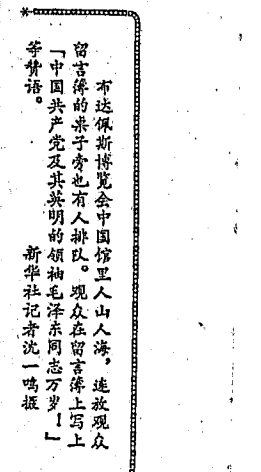 布达佩斯博览会中国馆里人山人海，连放观众
留言簿的桌子旁也有人排队。观众在留言簿上写上
「中国共产党及其英明的领袖毛泽东同志万岁！」
等赞语。
新华社记者沈一鸣摄